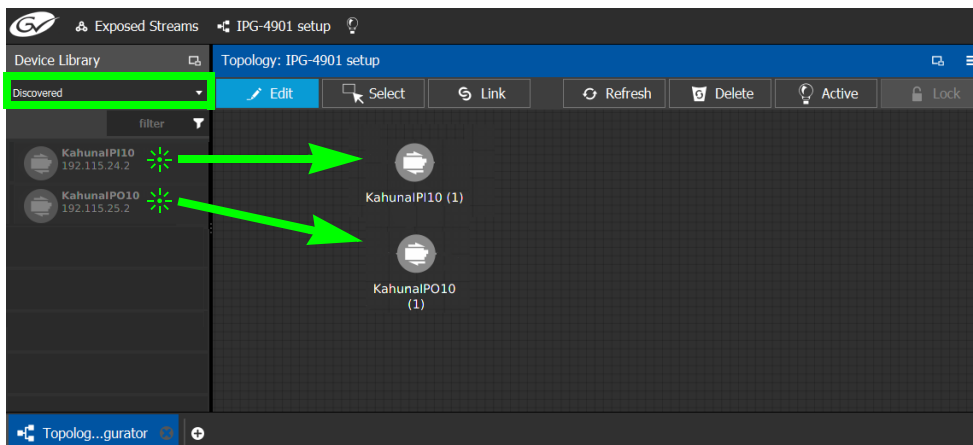 GV Exposed Streams IPG-4901 setup
Device Library
Topology: IPG-4901 setup
Discovered
Edit Select Link Refresh Delete Active Lock
filter
KahunaIPI10
192.115.24.2
KahunaIPO10
192.115.25.2
KahunaIPI10 (1)
KahunaIPO10
(1)
Topolog...gurator